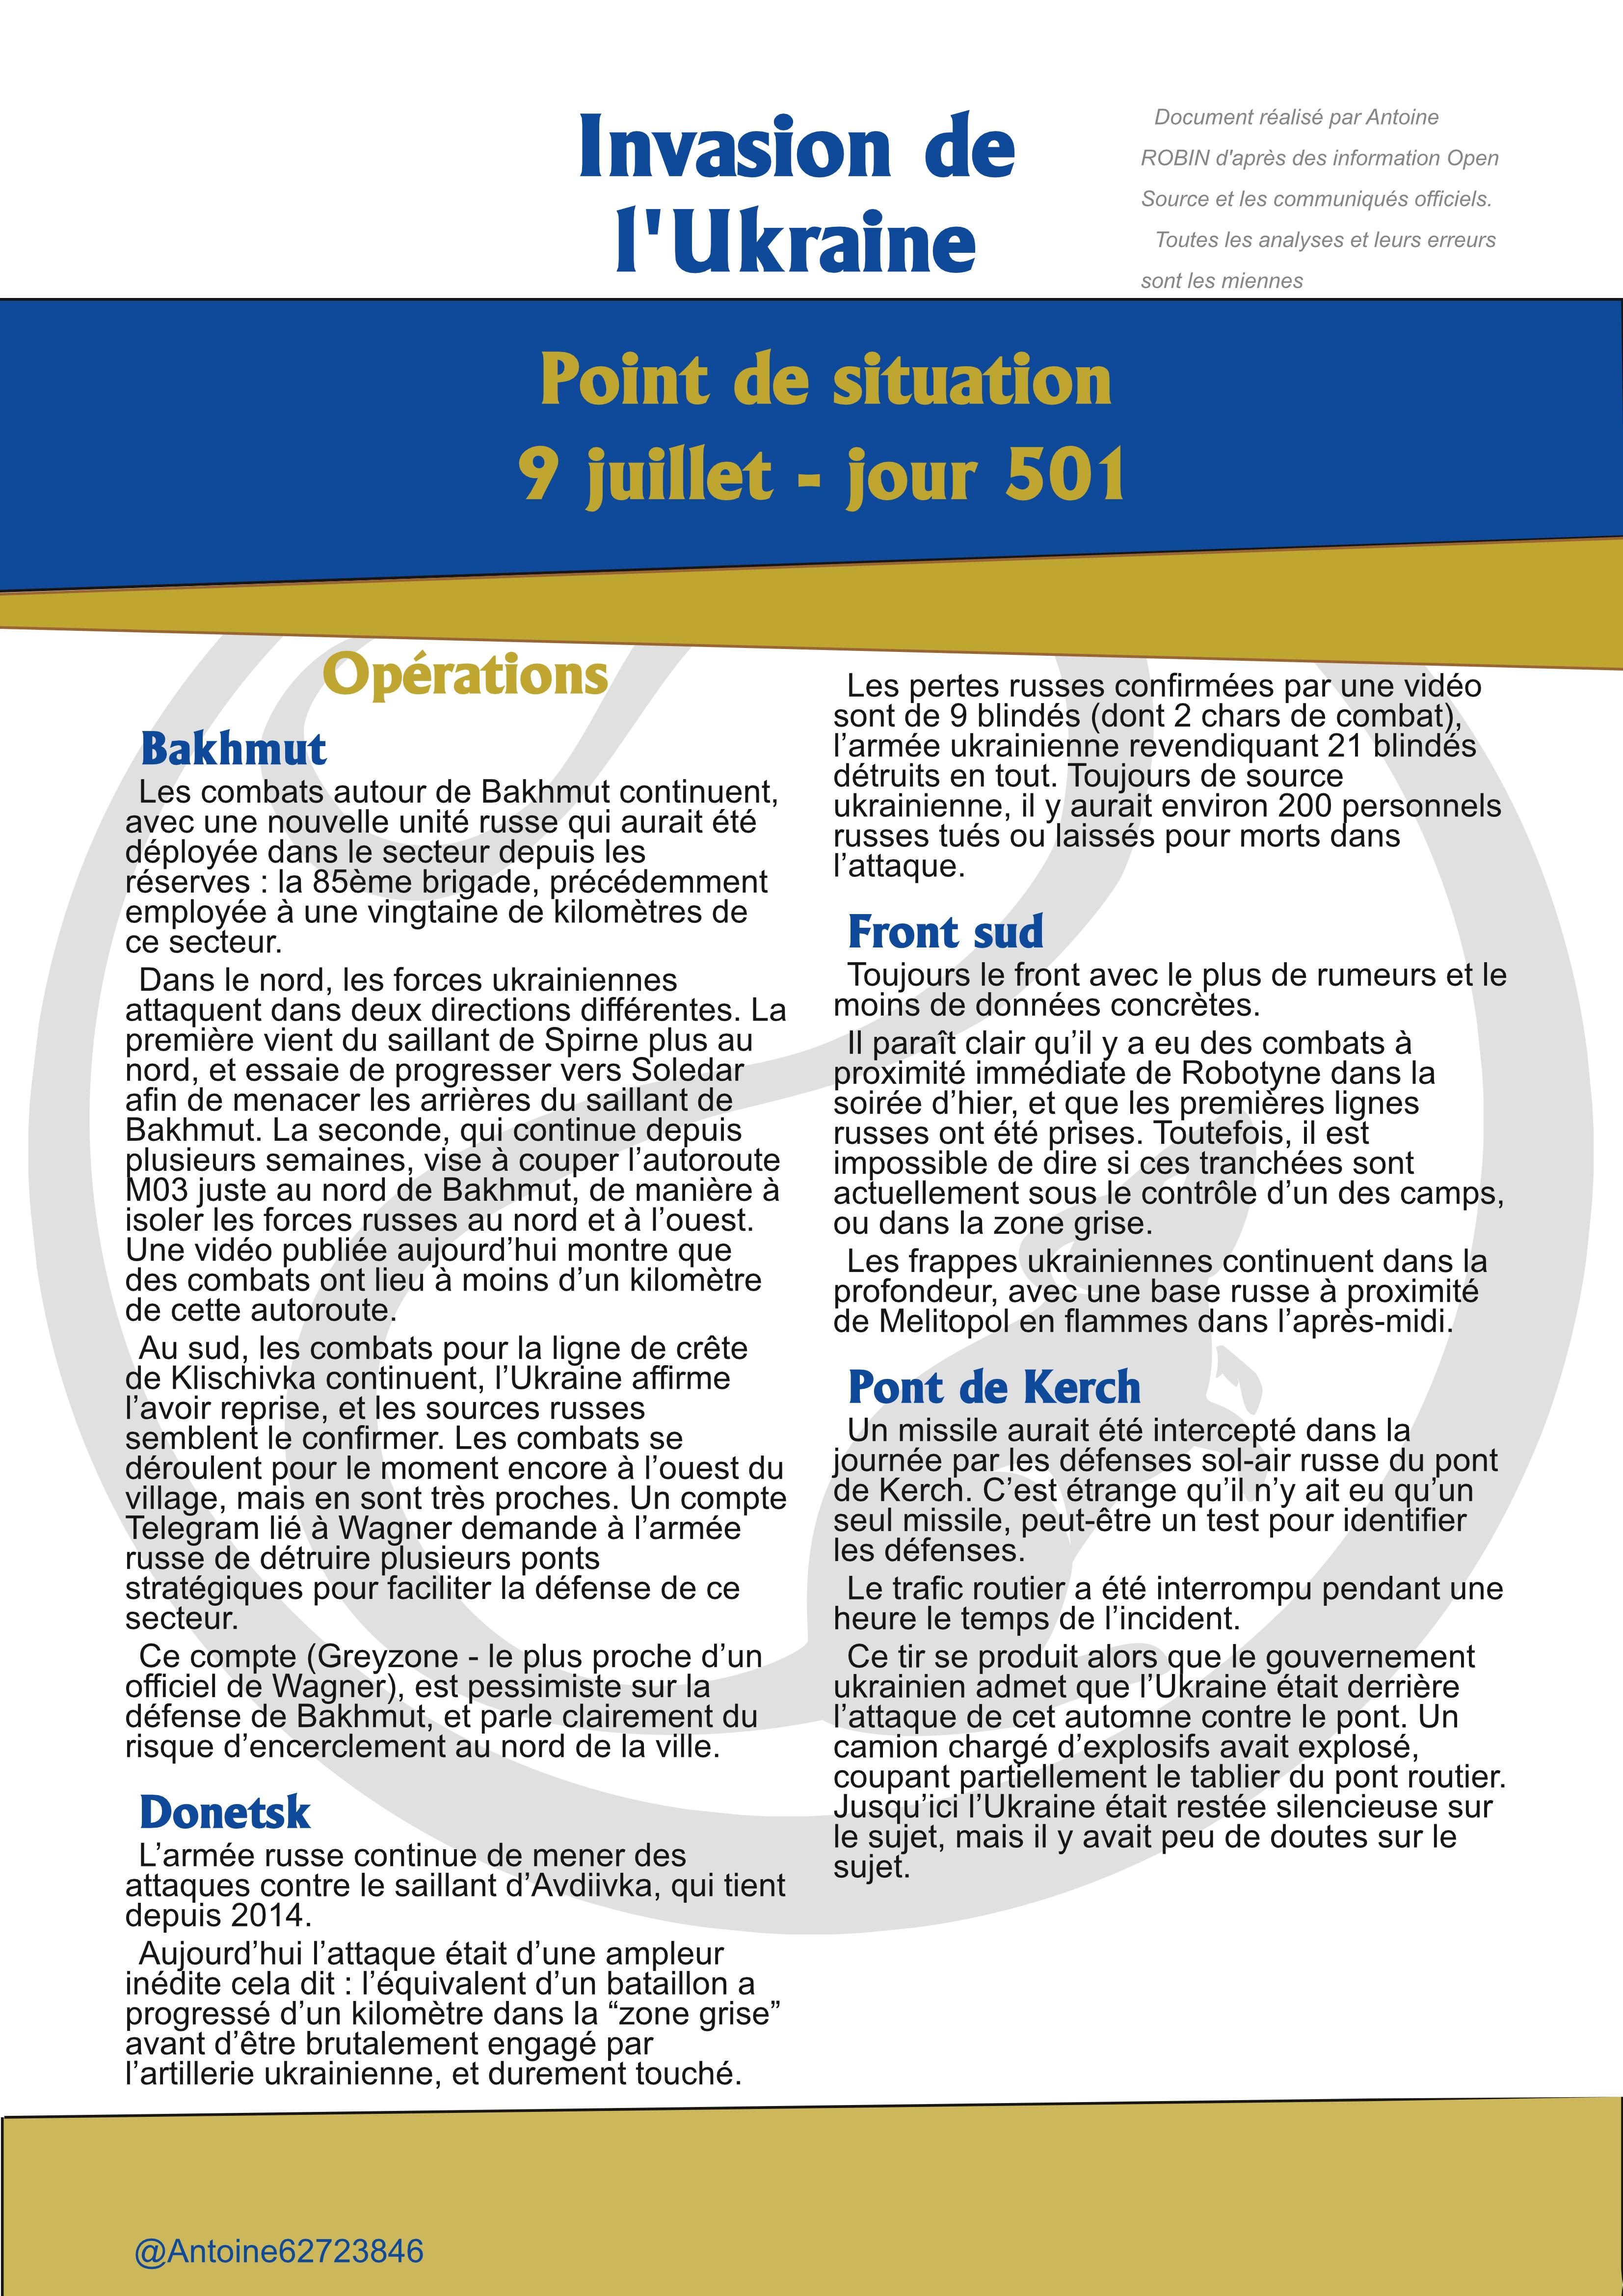 Invasion de
l'Ukraine
Document réalisé par Antoine
ROBIN d'après des information Open
Source et les communiqués officiels.
Toutes les analyses et leurs erreurs
sont les miennes
Point de situation
9 juillet - jour 501
Opérations
Bakhmut
Les combats autour de Bakhmut continuent,
avec une nouvelle unité russe qui aurait été
déployée dans le secteur depuis les
réserves : la 85ème brigade, précédemment
employée à une vingtaine de kilomètres de
ce secteur.
Dans le nord, les forces ukrainiennes
attaquent dans deux directions différentes. La
première vient du saillant de Spirne plus au
nord, et essaie de progresser vers Soledar
afin de menacer les arrières du saillant de
Bakhmut. La seconde, qui continue depuis
plusieurs semaines, vise à couper l’autoroute
M03 juste au nord de Bakhmut, de manière à
isoler les forces russes au nord et à l’ouest.
Une vidéo publiée aujourd’hui montre que
des combats ont lieu à moins d’un kilomètre
de cette autoroute.
Au sud, les combats pour la ligne de crête
de Klischivka continuent, l’Ukraine affirme
l’avoir reprise, et les sources russes
semblent le confirmer. Les combats se
déroulent pour le moment encore à l’ouest du
village, mais en sont très proches. Un compte
Telegram lié à Wagner demande à l’armée
russe de détruire plusieurs ponts
stratégiques pour faciliter la défense de ce
secteur.
Ce compte (Greyzone - le plus proche d’un
officiel de Wagner), est pessimiste sur la
défense de Bakhmut, et parle clairement du
risque d’encerclement au nord de la ville.
Donetsk
L’armée russe continue de mener des
attaques contre le saillant d’Avdiivka, qui tient
depuis 2014.
Aujourd’hui l’attaque était d’une ampleur
inédite cela dit : l’équivalent d’un bataillon a
progressé d’un kilomètre dans la “zone grise”
avant d’être brutalement engagé par
l’artillerie ukrainienne, et durement touché.
Les pertes russes confirmées par une vidéo
sont de 9 blindés (dont 2 chars de combat),
l’armée ukrainienne revendiquant 21 blindés
détruits en tout. Toujours de source
ukrainienne, il y aurait environ 200 personnels
russes tués ou laissés pour morts dans
l’attaque.
Front sud
Toujours le front avec le plus de rumeurs et le
moins de données concrètes.
Il paraît clair qu’il y a eu des combats à
proximité immédiate de Robotyne dans la
soirée d’hier, et que les premières lignes
russes ont été prises. Toutefois, il est
impossible de dire si ces tranchées sont
actuellement sous le contrôle d’un des camps,
ou dans la zone grise.
Les frappes ukrainiennes continuent dans la
profondeur, avec une base russe à proximité
de Melitopol en flammes dans l’après-midi.
Pont de Kerch
Un missile aurait été intercepté dans la
journée par les défenses sol-air russe du pont
de Kerch. C’est étrange qu’il n’y ait eu qu’un
seul missile, peut-être un test pour identifier
les défenses.
Le trafic routier a été interrompu pendant une
heure le temps de l’incident.
Ce tir se produit alors que le gouvernement
ukrainien admet que l’Ukraine était derrière
l’attaque de cet automne contre le pont. Un
camion chargé d’explosifs avait explosé,
coupant partiellement le tablier du pont routier.
Jusqu’ici l’Ukraine était restée silencieuse sur
le sujet, mais il y avait peu de doutes sur le
sujet.
@Antoine62723846